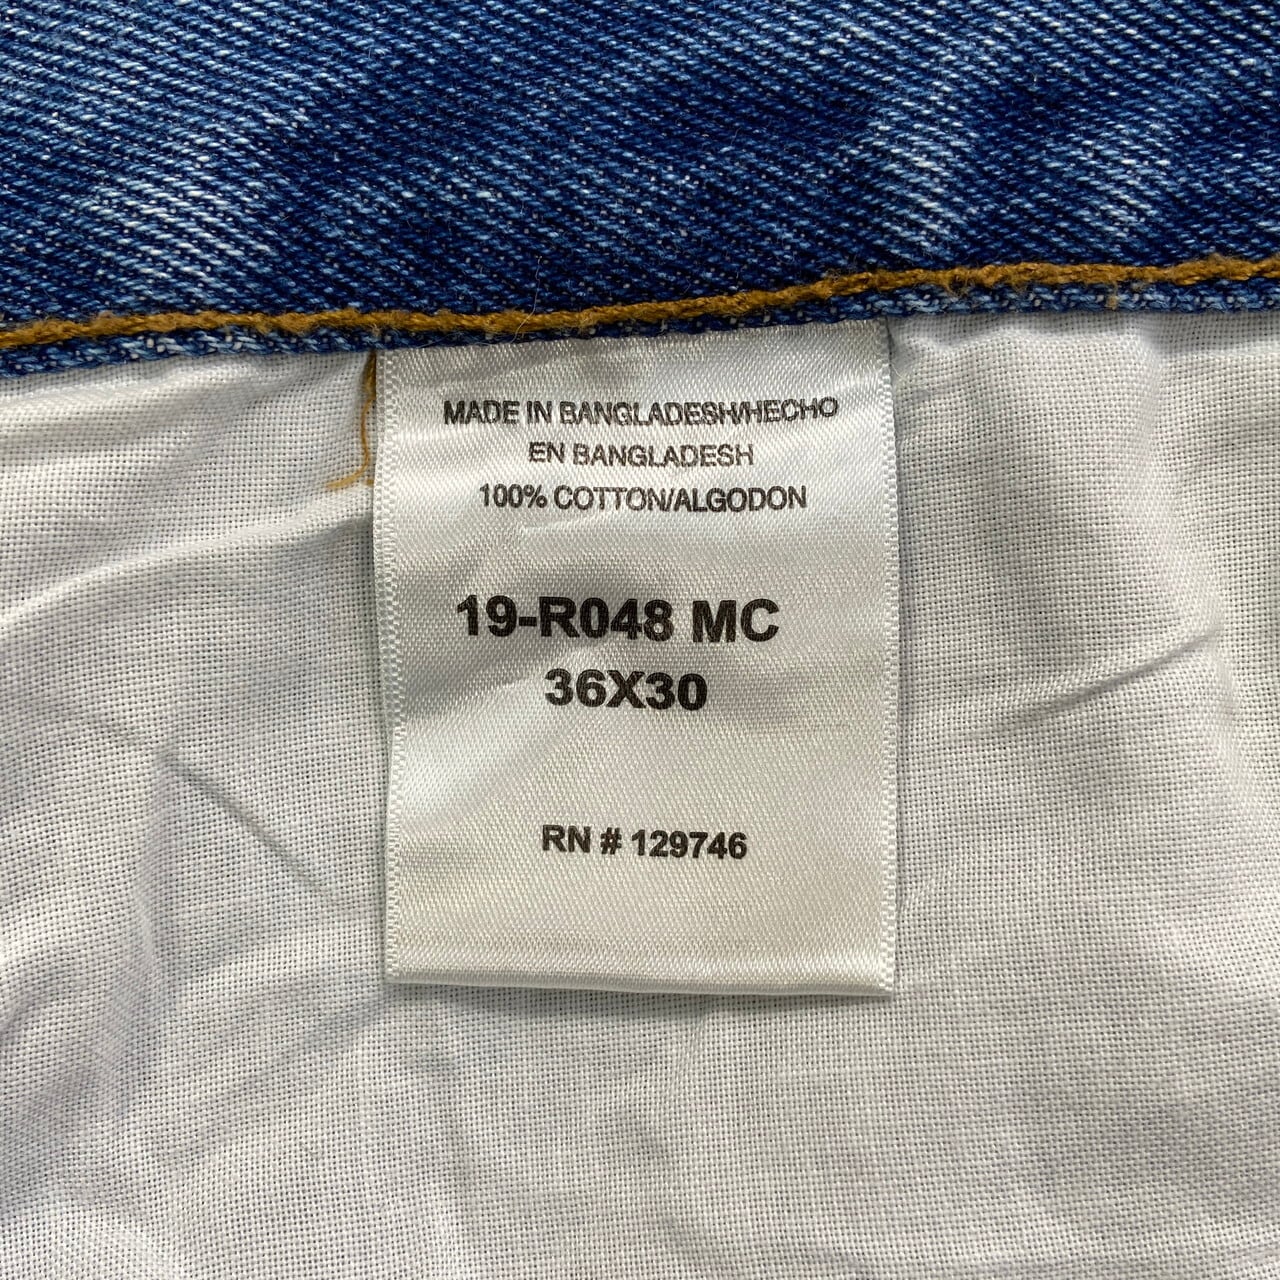 MADE IN BANGLADESH/HECHO
EN BANGLADESH
100% COTTON/ALGODON
19-R048 MC
36X30
RN # 129746